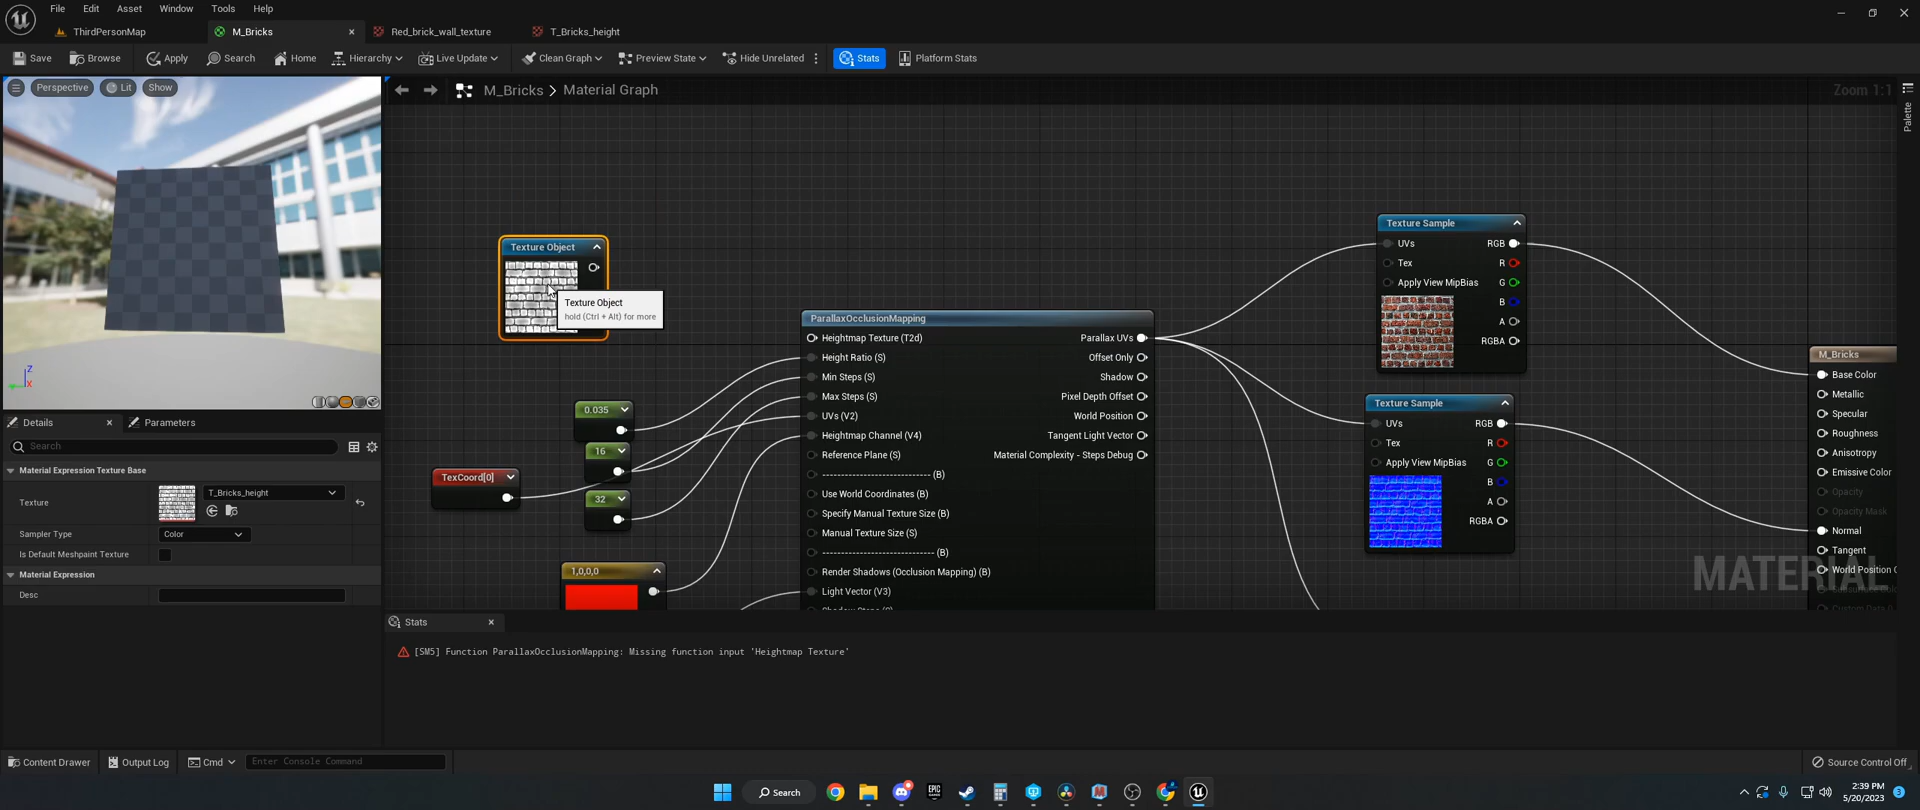 File Edit Asset Window Tools Help
ThirdPersonMap M_Bricks Red_brick_wall_texture T_Bricks_height
Save Browse Apply Search Home Hierarchy Live Update Clean Graph Preview State Hide Unrelated Stats Platform Stats
Perspective Lit Show
M_Bricks > Material Graph
Zoom 1:1
Palette
Z
X
Texture Object
Texture Object
hold (Ctrl + Alt) for more
0.035
16
TexCoord[0]
32
1,0,0,0
ParallaxOcclusionMapping
Heightmap Texture (T2d) Parallax UVs
Height Ratio (S) Offset Only
Min Steps (S) Shadow
Max Steps (S) Pixel Depth Offset
UVs (V2) World Position
Heightmap Channel (V4) Tangent Light Vector
Reference Plane (S) Material Complexity - Steps Debug
---------------------------- (B)
Use World Coordinates (B)
Specify Manual Texture Size (B)
Manual Texture Size (S)
----------------------------- (B)
Render Shadows (Occlusion Mapping) (B)
Light Vector (V3)
Texture Sample
UVs RGB
Tex R
Apply View MipBias G
B
A
RGBA
Texture Sample
UVs RGB
Tex R
Apply View MipBias G
B
A
RGBA
M_Bricks
Base Color
Metallic
Specular
Roughness
Anisotropy
Emissive Color
Opacity
Opacity Mask
Normal
Tangent
World Position O
MATERIAL
Details Parameters
Search
Material Expression Texture Base
Texture T_Bricks_height
Sampler Type Color
Is Default Meshpaint Texture
Material Expression
Desc
Stats
[SM5] Function ParallaxOcclusionMapping: Missing function input 'Heightmap Texture'
Content Drawer Output Log Cmd Enter Console Command Source Control Off
Search
EPIC
GAMES
2:39 PM
5/20/2023
3